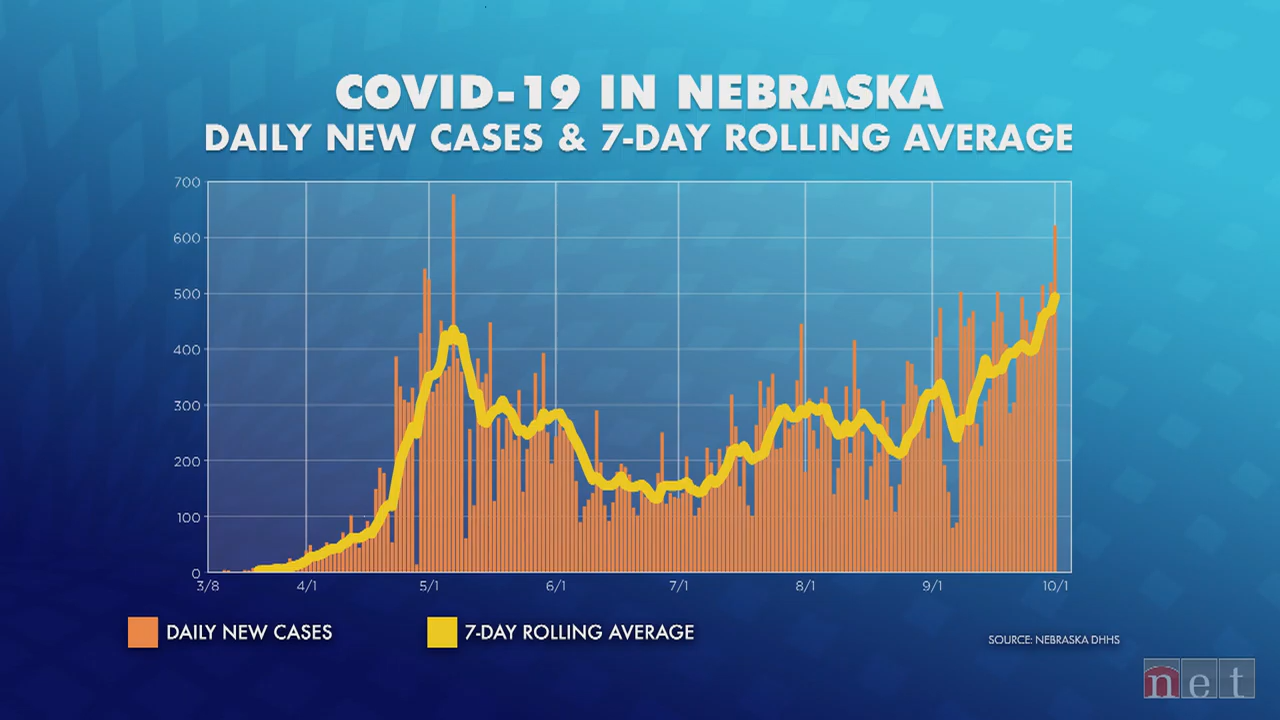 COVID-19 IN NEBRASKA
DAILY NEW CASES & 7-DAY ROLLING AVERAGE
700
600
500
400
300
200
100
0
3/8 4/1 5/1 6/1 7/1 8/1 9/1 10/1
DAILY NEW CASES 7-DAY ROLLING AVERAGE
SOURCE: NEBRASKA DHHS
net